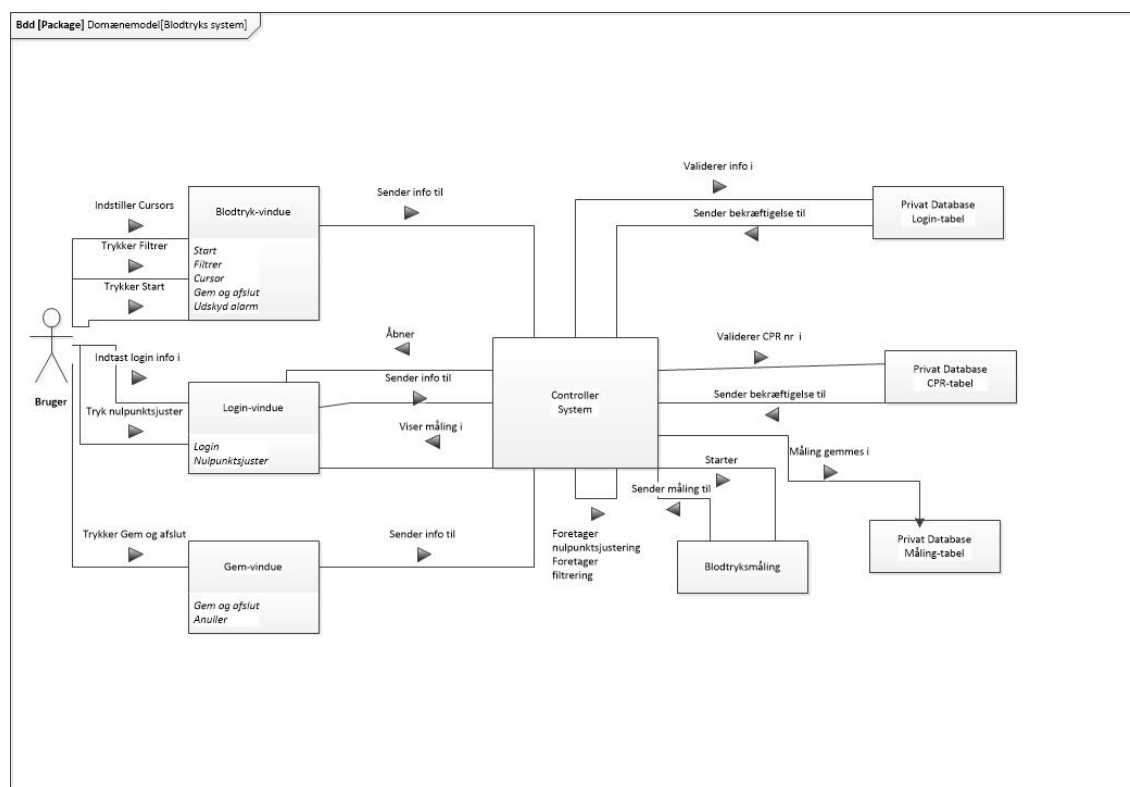 Bdd [Package] Domænemodel[Blodtryks system]
Validerer info i
Sender info til
Indstiller Cursors
Blodtryk-vindue
Privat Database
Login-tabel
Sender bekræftigelse til
Trykker Filtrer
Start
Filtrer
Cursor
Gem og afslut
Udskyd alarm
Trykker Start
Åbner
Validerer CPR nr i
Indtast login info i
Sender info til
Privat Database
CPR-tabel
Bruger
Login-vindue
Controller
System
Sender bekræftigelse til
Tryk nulpunktsjuster
Viser måling i
Login
Nulpunktsjuster
Starter
Måling gemmes i
Sender måling til
Trykker Gem og afslut
Sender info til
Foretager
nulpunktsjustering
Foretager
filtrering
Privat Database
Måling-tabel
Gem-vindue
Blodtryksmåling
Gem og afslut
Anuller